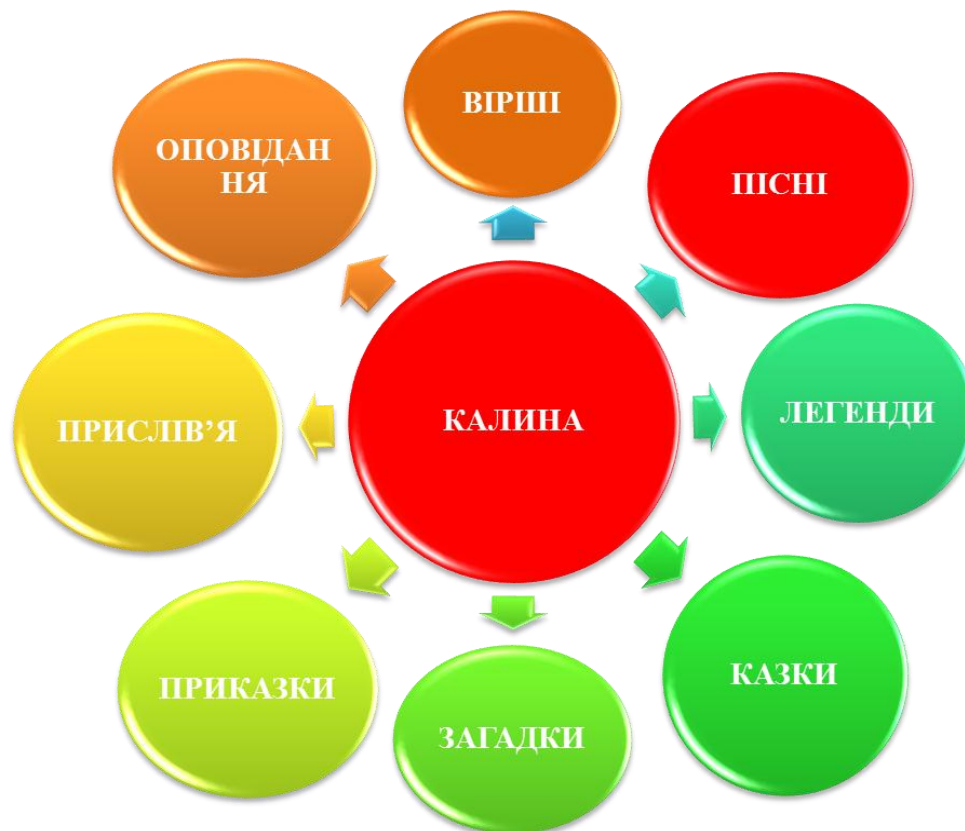 ВІРШІ
ОПОВІДАН
НЯ
ПІСНІ
ПРИСЛІВ’Я
КАЛИНА
ЛЕГЕНДИ
ПРИКАЗКИ
ЗАГАДКИ
КАЗКИ